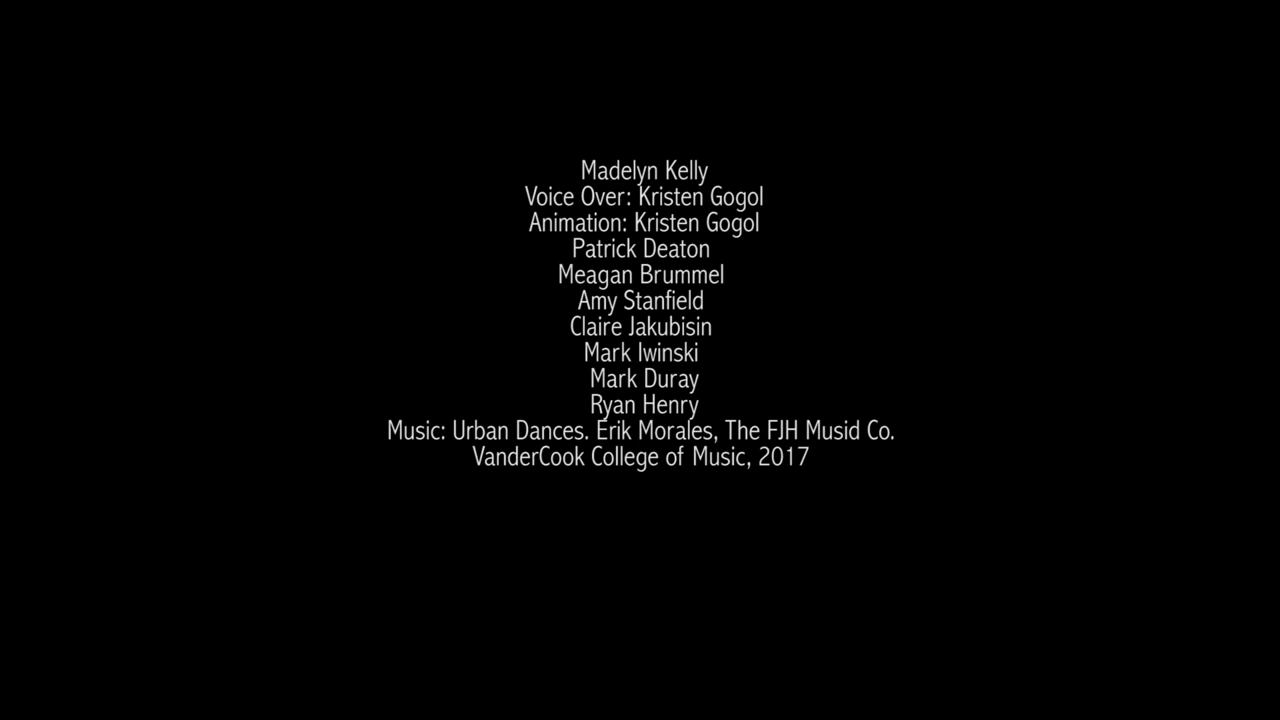 Madelyn Kelly
Voice Over: Kristen Gogol
Animation: Kristen Gogol
Patrick Deaton
Meagan Brummel
Amy Stanfield
Claire Jakubisin
Mark Iwinski
Mark Duray
Ryan Henry
Music: Urban Dances. Erik Morales, The FJH Musid Co.
VanderCook College of Music, 2017